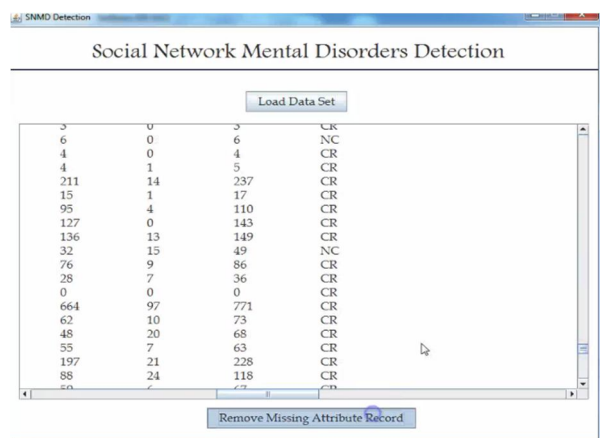 SNMD Detection
Social Network Mental Disorders Detection
Load Data Set
3 0 3 CR
6 0 6 NC
4 0 4 CR
4 1 5 CR
211 14 237 CR
15 1 17 CR
95 4 110 CR
127 0 143 CR
136 13 149 CR
32 15 49 NC
76 9 86 CR
28 7 36 CR
0 0 0 CR
664 97 771 CR
62 10 73 CR
48 20 68 CR
55 7 63 CR
197 21 228 CR
88 24 118 CR
Remove Missing Attribute Record